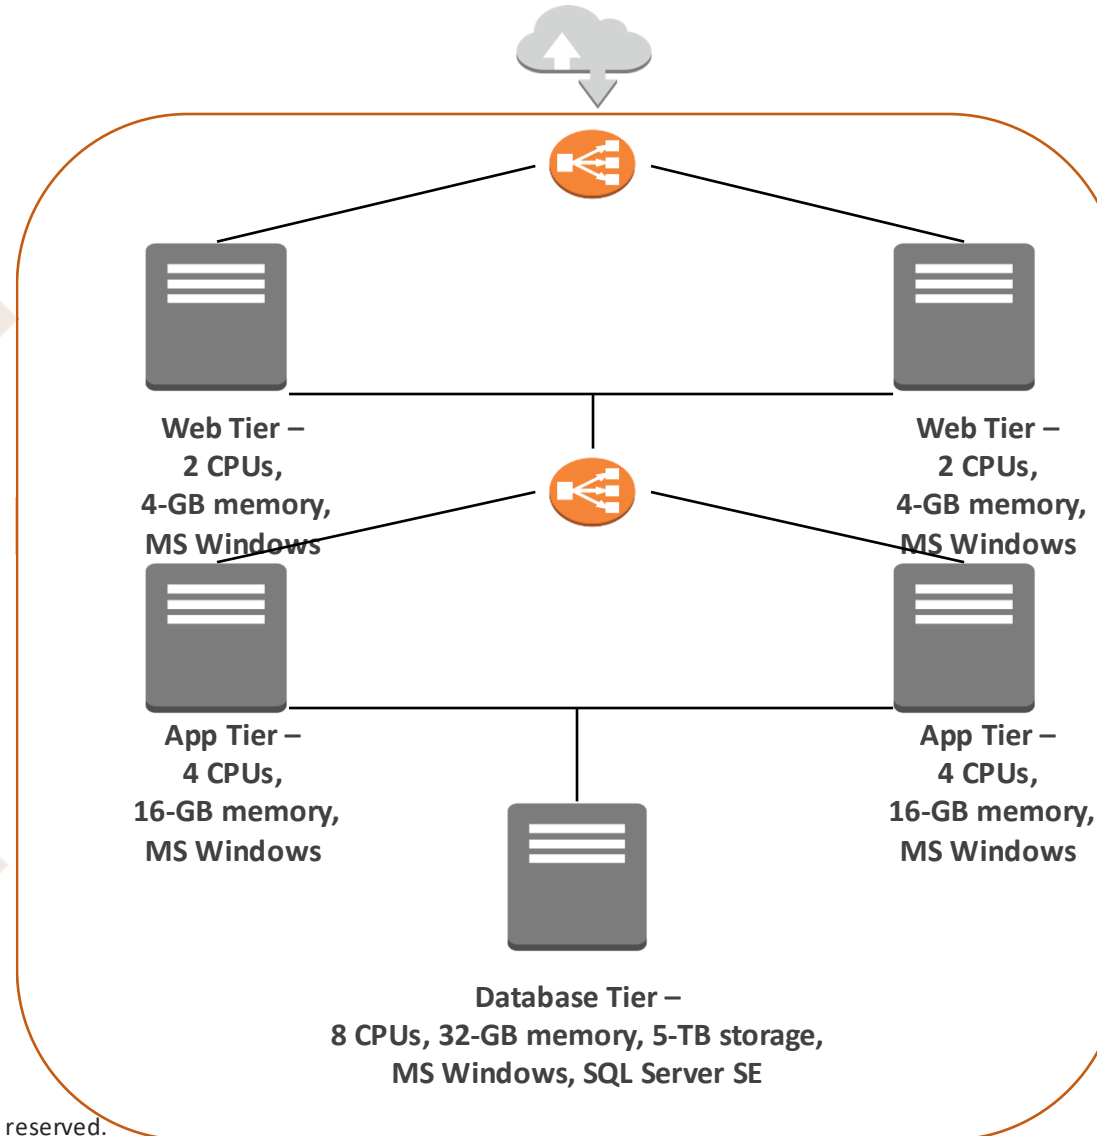 Web Tier –
2 CPUs,
4-GB memory,
MS Windows
Web Tier –
2 CPUs,
4-GB memory,
MS Windows
App Tier –
4 CPUs,
16-GB memory,
MS Windows
App Tier –
4 CPUs,
16-GB memory,
MS Windows
Database Tier –
8 CPUs, 32-GB memory, 5-TB storage,
MS Windows, SQL Server SE
reserved.